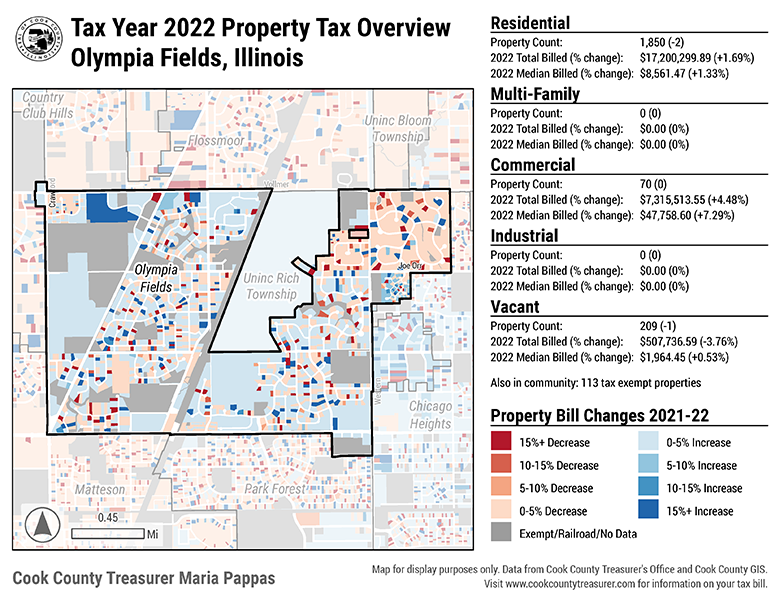 Tax Year 2022 Property Tax Overview
Olympia Fields, Illinois
Country
Club Hills
Flossmoor
Uninc Bloom
Township
Vollmer
Crawford
Olympia
Fields
Uninc Rich
Township
Joe Orr
Chicago
Heights
Matteson
Park Forest
0.45
Mi
Residential
Property Count: 1,850 (-2)
2022 Total Billed (% change): $17,200,299.89 (+1.69%)
2022 Median Billed (% change): $8,561.47 (+1.33%)
Multi-Family
Property Count: 0 (0)
2022 Total Billed (% change): $0.00 (0%)
2022 Median Billed (% change): $0.00 (0%)
Commercial
Property Count: 70 (0)
2022 Total Billed (% change): $7,315,513.55 (+4.48%)
2022 Median Billed (% change): $47,758.60 (+7.29%)
Industrial
Property Count: 0 (0)
2022 Total Billed (% change): $0.00 (0%)
2022 Median Billed (% change): $0.00 (0%)
Vacant
Property Count: 209 (-1)
2022 Total Billed (% change): $507,736.59 (-3.76%)
2022 Median Billed (% change): $1,964.45 (+0.53%)
Also in community: 113 tax exempt properties
Property Bill Changes 2021-22
15%+ Decrease
10-15% Decrease
5-10% Decrease
0-5% Decrease
Exempt/Railroad/No Data
0-5% Increase
5-10% Increase
10-15% Increase
15%+ Increase
Cook County Treasurer Maria Pappas
Map for display purposes only. Data from Cook County Treasurer's Office and Cook County GIS.
Visit www.cookcountytreasurer.com for information on your tax bill.